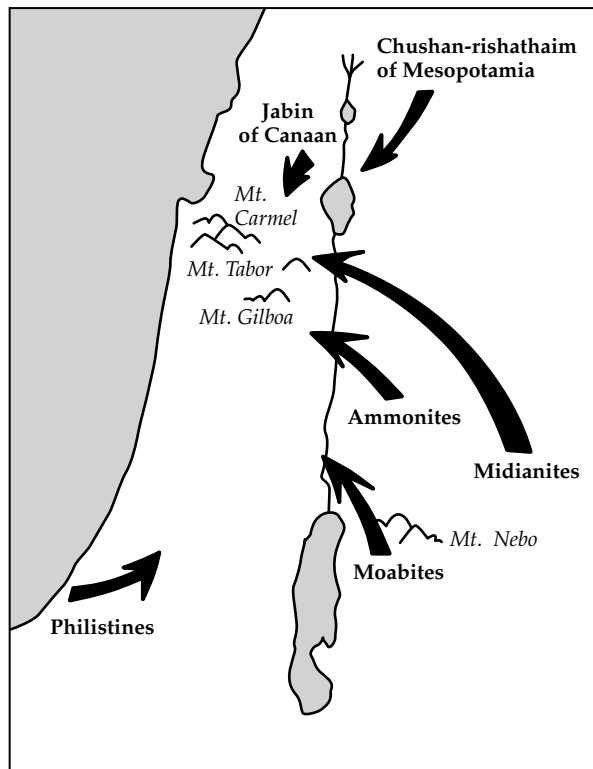 Chushan-rishathaim
of Mesopotamia
Jabin
of Canaan
Mt.
Carmel
Mt. Tabor
Mt. Gilboa
Ammonites
Midianites
Mt. Nebo
Moabites
Philistines